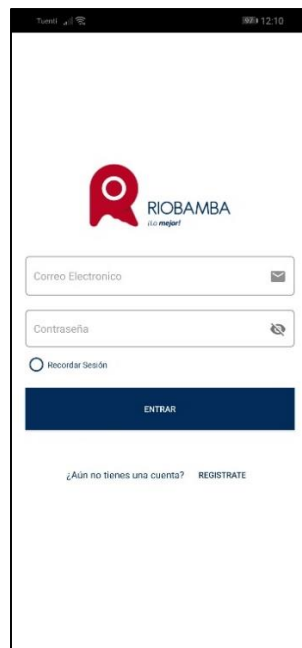 Tuenti 12:10
RIOBAMBA
¡Lo mejor!
Correo Electronico
Contraseña
Recordar Sesión
ENTRAR
¿Aún no tienes una cuenta? REGISTRATE